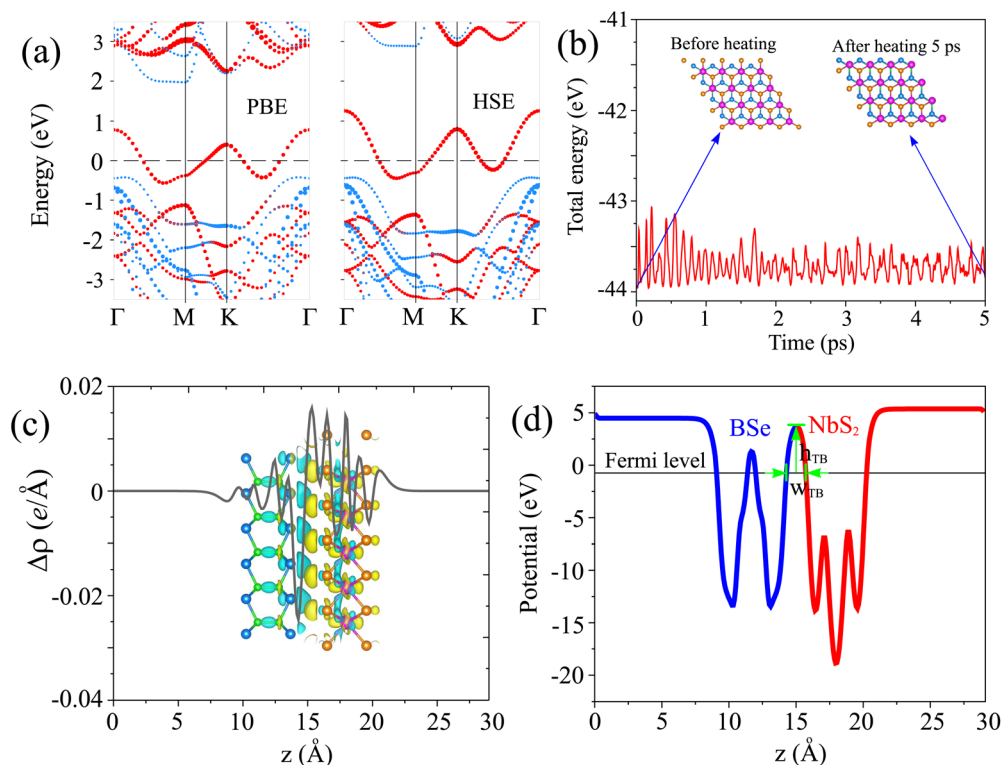 (a)
Energy (eV)
3
2
1
0
-1
-2
-3
PBE
HSE
Γ M K Γ
Γ M K Γ
(b)
Total energy (eV)
-41
-42
-43
-44
Before heating
After heating 5 ps
0 1 2 3 4 5
Time (ps)
(c)
Δρ (e/Å)
0.02
0
-0.02
-0.04
0 5 10 15 20 25 30
z (Å)
(d)
Potential (eV)
5
0
-5
-10
-15
-20
BSe
NbS₂
Fermi level
h_TB
w_TB
0 5 10 15 20 25 30
z (Å)